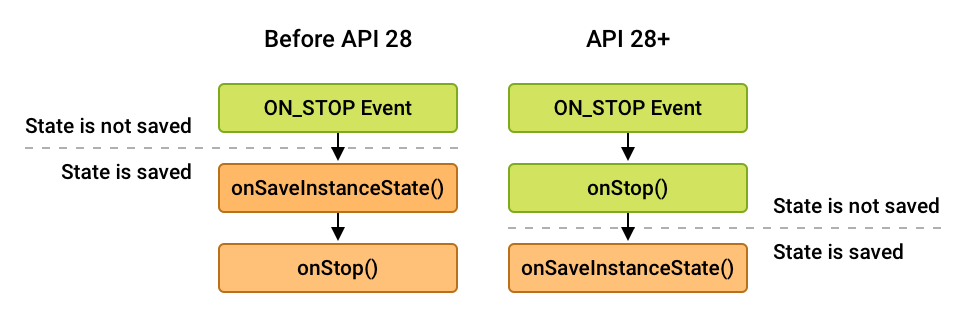 Before API 28
API 28+
ON_STOP Event
ON_STOP Event
State is not saved
State is saved
onSaveInstanceState()
onStop()
State is not saved
State is saved
onStop()
onSaveInstanceState()